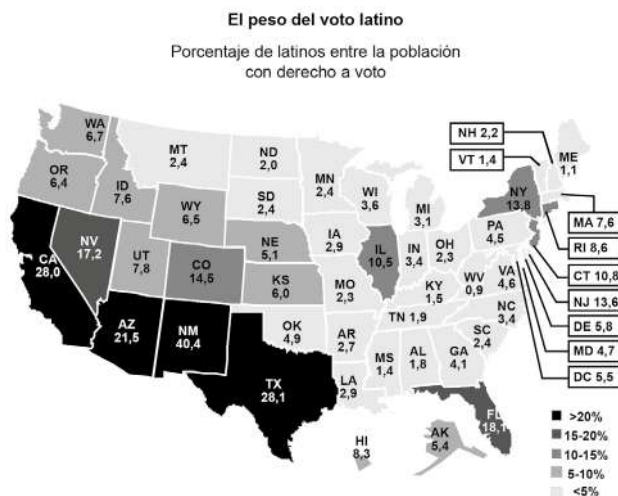 El peso del voto latino
Porcentaje de latinos entre la población
con derecho a voto
WA
6,7
OR
6,4
ID
7,6
MT
2,4
ND
2,0
MN
2,4
SD
2,4
WY
6,5
NE
5,1
IA
2,9
WI
3,6
MI
3,1
NH 2,2
VT 1,4
ME
1,1
NY
13,8
PA
4,5
MA 7,6
RI 8,6
CT 10,8
NJ 13,6
DE 5,8
MD 4,7
DC 5,5
CA
28,0
NV
17,2
UT
7,8
CO
14,5
KS
6,0
MO
2,3
IL
10,5
IN
3,4
OH
2,3
KY
1,5
WV
0,9
VA
4,6
NC
3,4
TN 1,9
SC
2,4
AZ
21,5
NM
40,4
OK
4,9
AR
2,7
MS
1,4
AL
1,8
GA
4,1
TX
28,1
LA
2,9
FL
18,1
HI
8,3
AK
5,4
>20%
15-20%
10-15%
5-10%
<5%